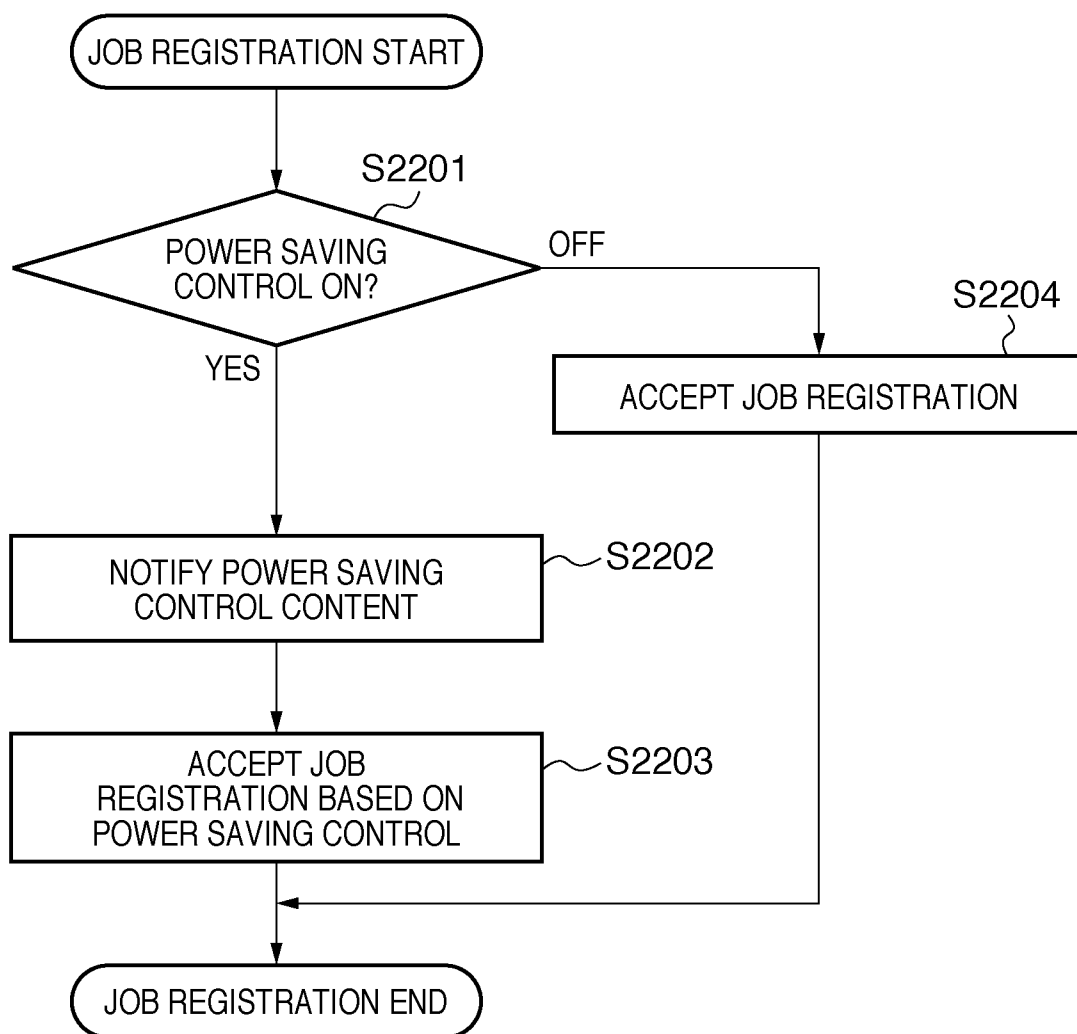 JOB REGISTRATION START
S2201
POWER SAVING
CONTROL ON?
OFF
YES
S2204
ACCEPT JOB REGISTRATION
NOTIFY POWER SAVING
CONTROL CONTENT
S2202
ACCEPT JOB
REGISTRATION BASED ON
POWER SAVING CONTROL
S2203
JOB REGISTRATION END